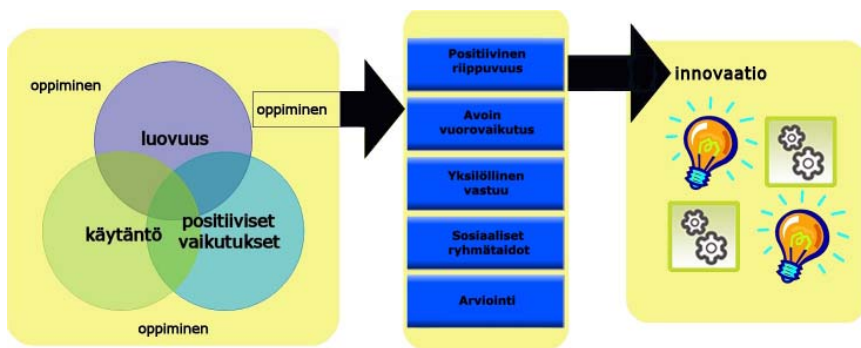 oppiminen
oppiminen
luovuus
käytäntö
positiiviset
vaikutukset
oppiminen
Positiivinen
riippuvuus
Avoin
vuorovaikutus
Yksilöllinen
vastuu
Sosiaaliset
ryhmätaidot
Arviointi
innovaatio